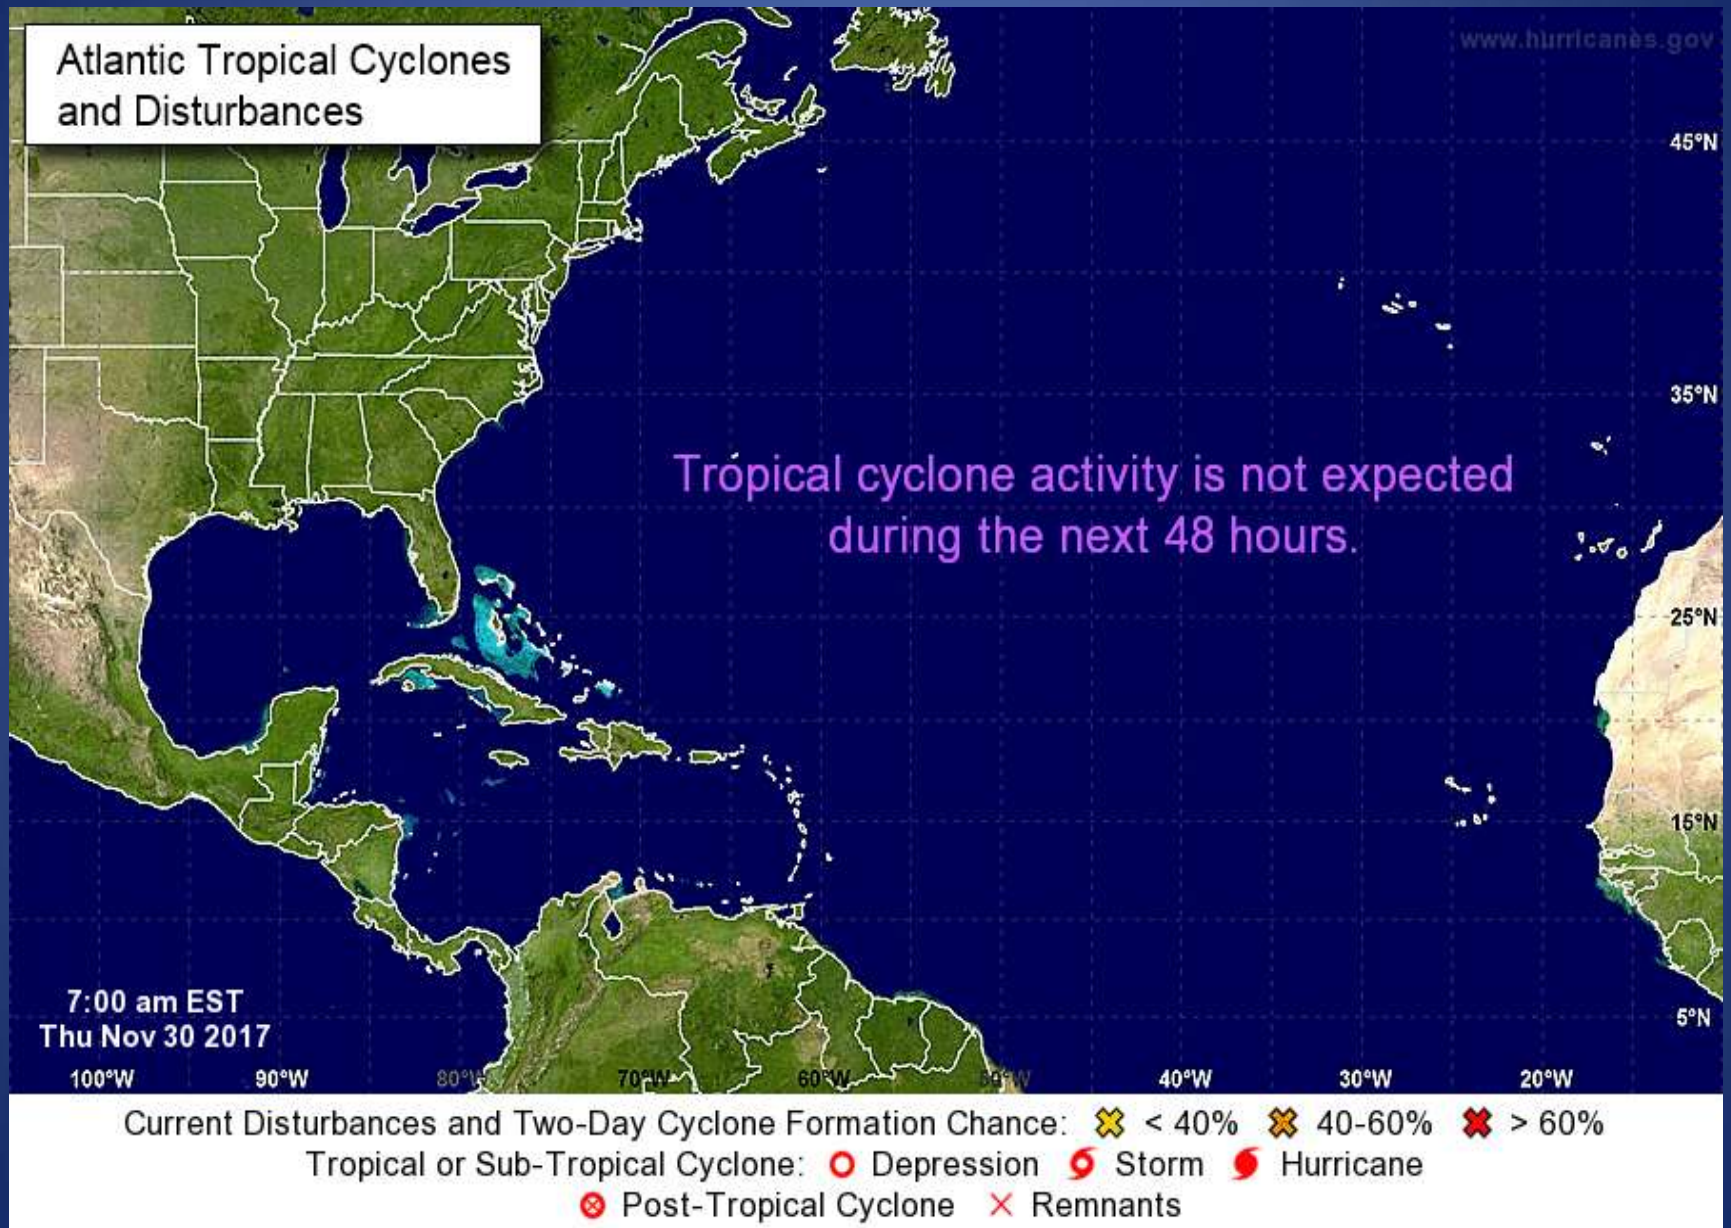 Atlantic Tropical Cyclones
and Disturbances
www.hurricanes.gov
45°N
35°N
Tropical cyclone activity is not expected
during the next 48 hours.
25°N
15°N
7:00 am EST
Thu Nov 30 2017
5°N
100°W 90°W 80°W 70°W 60°W 50°W 40°W 30°W 20°W
Current Disturbances and Two-Day Cyclone Formation Chance: < 40% 40-60% > 60%
Tropical or Sub-Tropical Cyclone: Depression Storm Hurricane
Post-Tropical Cyclone Remnants